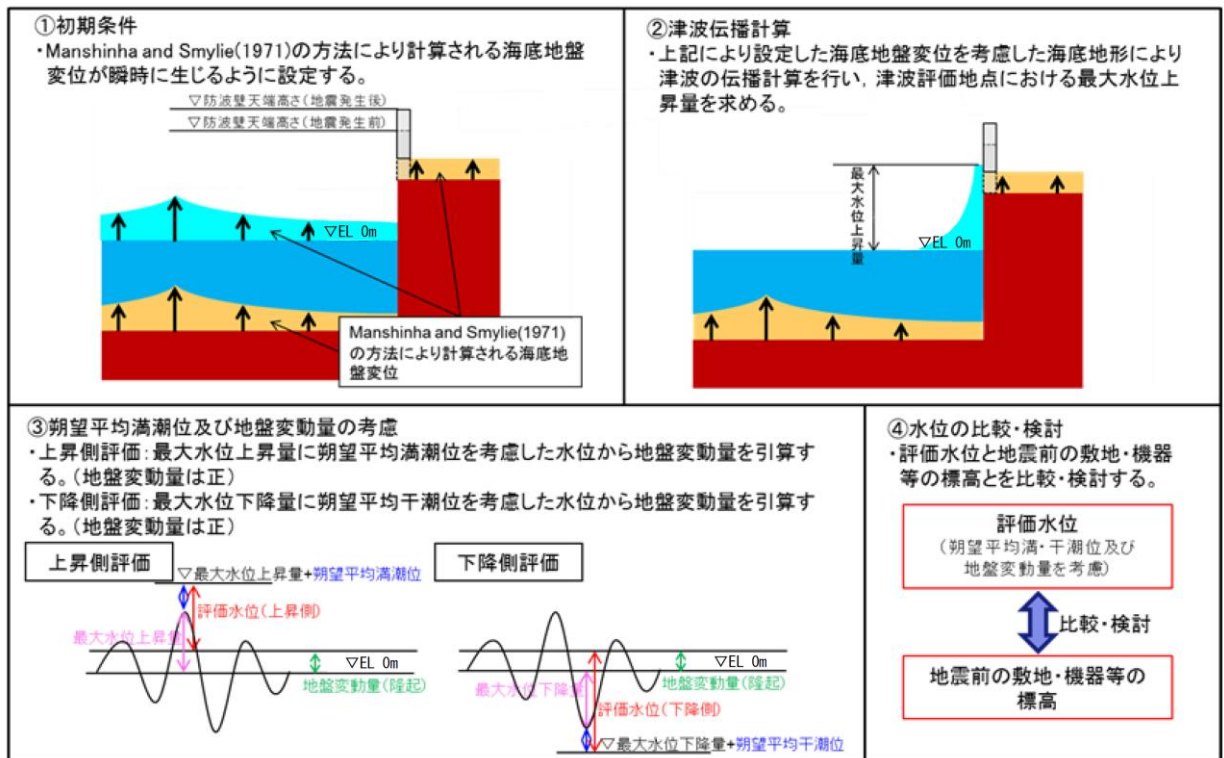 ①初期条件
・Manshinha and Smylie(1971)の方法により計算される海底地盤
変位が瞬時に生じるように設定する。
▽防波壁天端高さ(地震発生後)
▽防波壁天端高さ(地震発生前)
▽EL 0m
Manshinha and Smylie(1971)
の方法により計算される海底地
盤変位
②津波伝播計算
・上記により設定した海底地盤変位を考慮した海底地形により
津波の伝播計算を行い，津波評価地点における最大水位上
昇量を求める。
最大水位上昇量
▽EL 0m
③朔望平均満潮位及び地盤変動量の考慮
・上昇側評価：最大水位上昇量に朔望平均満潮位を考慮した水位から地盤変動量を引算す
る。(地盤変動量は正)
・下降側評価：最大水位下降量に朔望平均干潮位を考慮した水位から地盤変動量を引算す
る。(地盤変動量は正)
上昇側評価
▽最大水位上昇量+朔望平均満潮位
評価水位(上昇側)
最大水位上昇量
▽EL 0m
地盤変動量(隆起)
下降側評価
▽EL 0m
最大水位下降量
地盤変動量(隆起)
評価水位(下降側)
▽最大水位下降量+朔望平均干潮位
④水位の比較・検討
・評価水位と地震前の敷地・機器
等の標高とを比較・検討する。
評価水位
(朔望平均満・干潮位及び
地盤変動量を考慮)
比較・検討
地震前の敷地・機器等の
標高